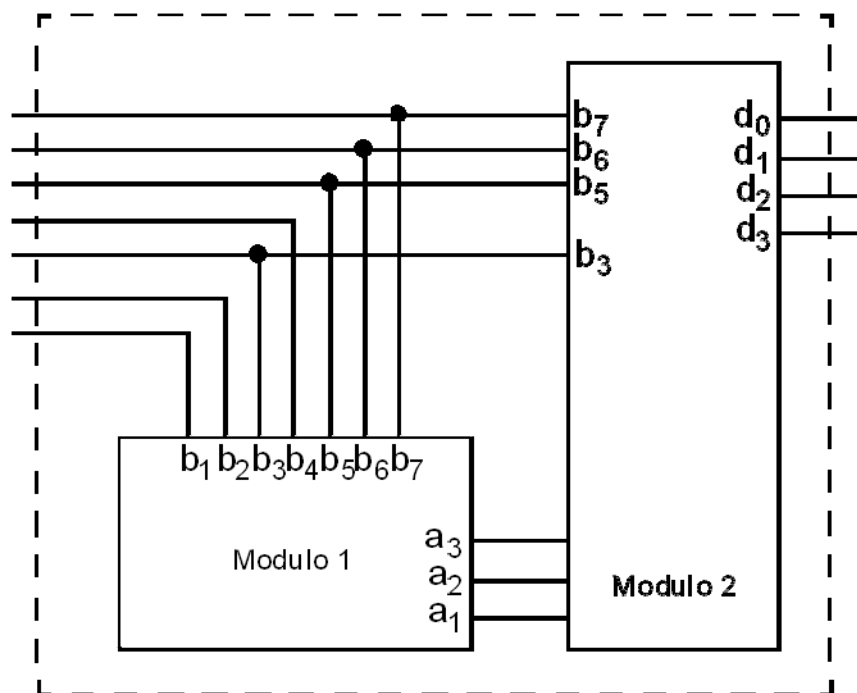 b7 d0
b6 d1
b5 d2
d3
b3
b1 b2 b3 b4 b5 b6 b7
a3
Modulo 1
a2
Modulo 2
a1